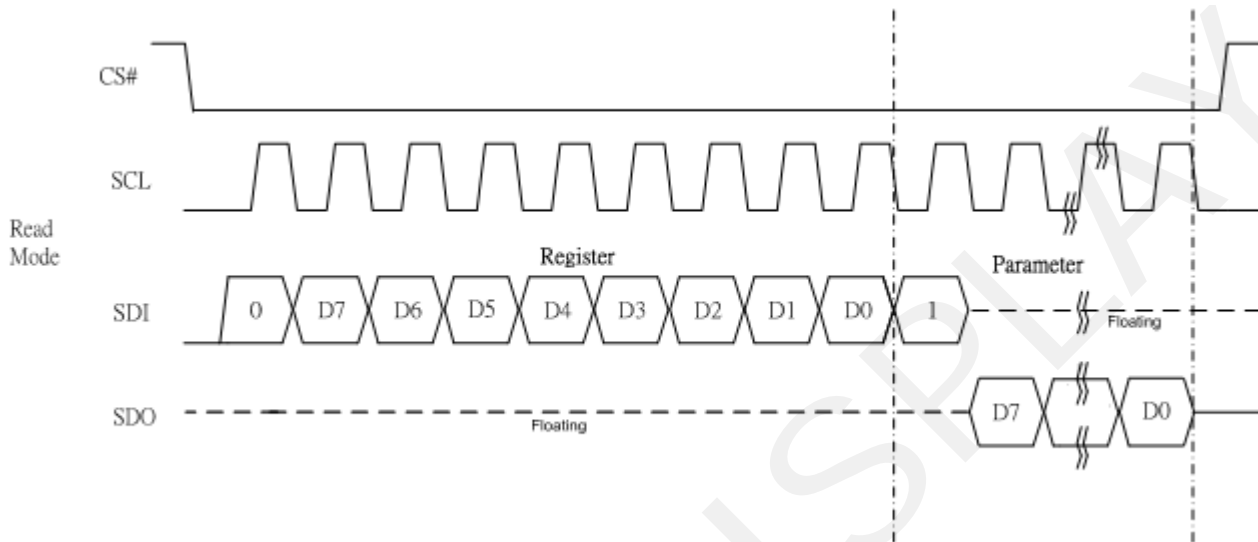 CS#
SCL
Read
Mode
Register
Parameter
SDI
0 D7 D6 D5 D4 D3 D2 D1 D0 1
Floating
SDO
Floating
D7 D0
ISPLAY